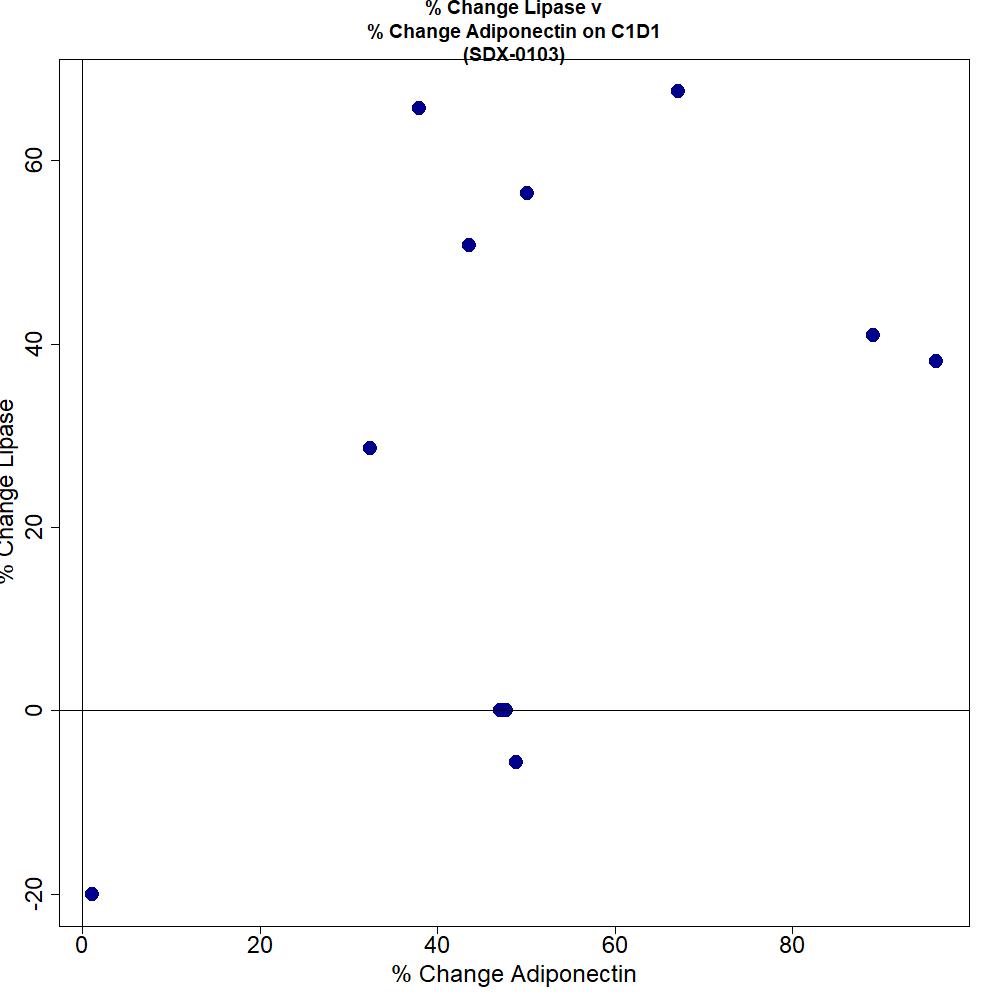 % Change Lipase v
% Change Adiponectin on C1D1
(SDX-0103)
% Change Lipase
60
40
20
0
-20
0
20
40
60
80
% Change Adiponectin